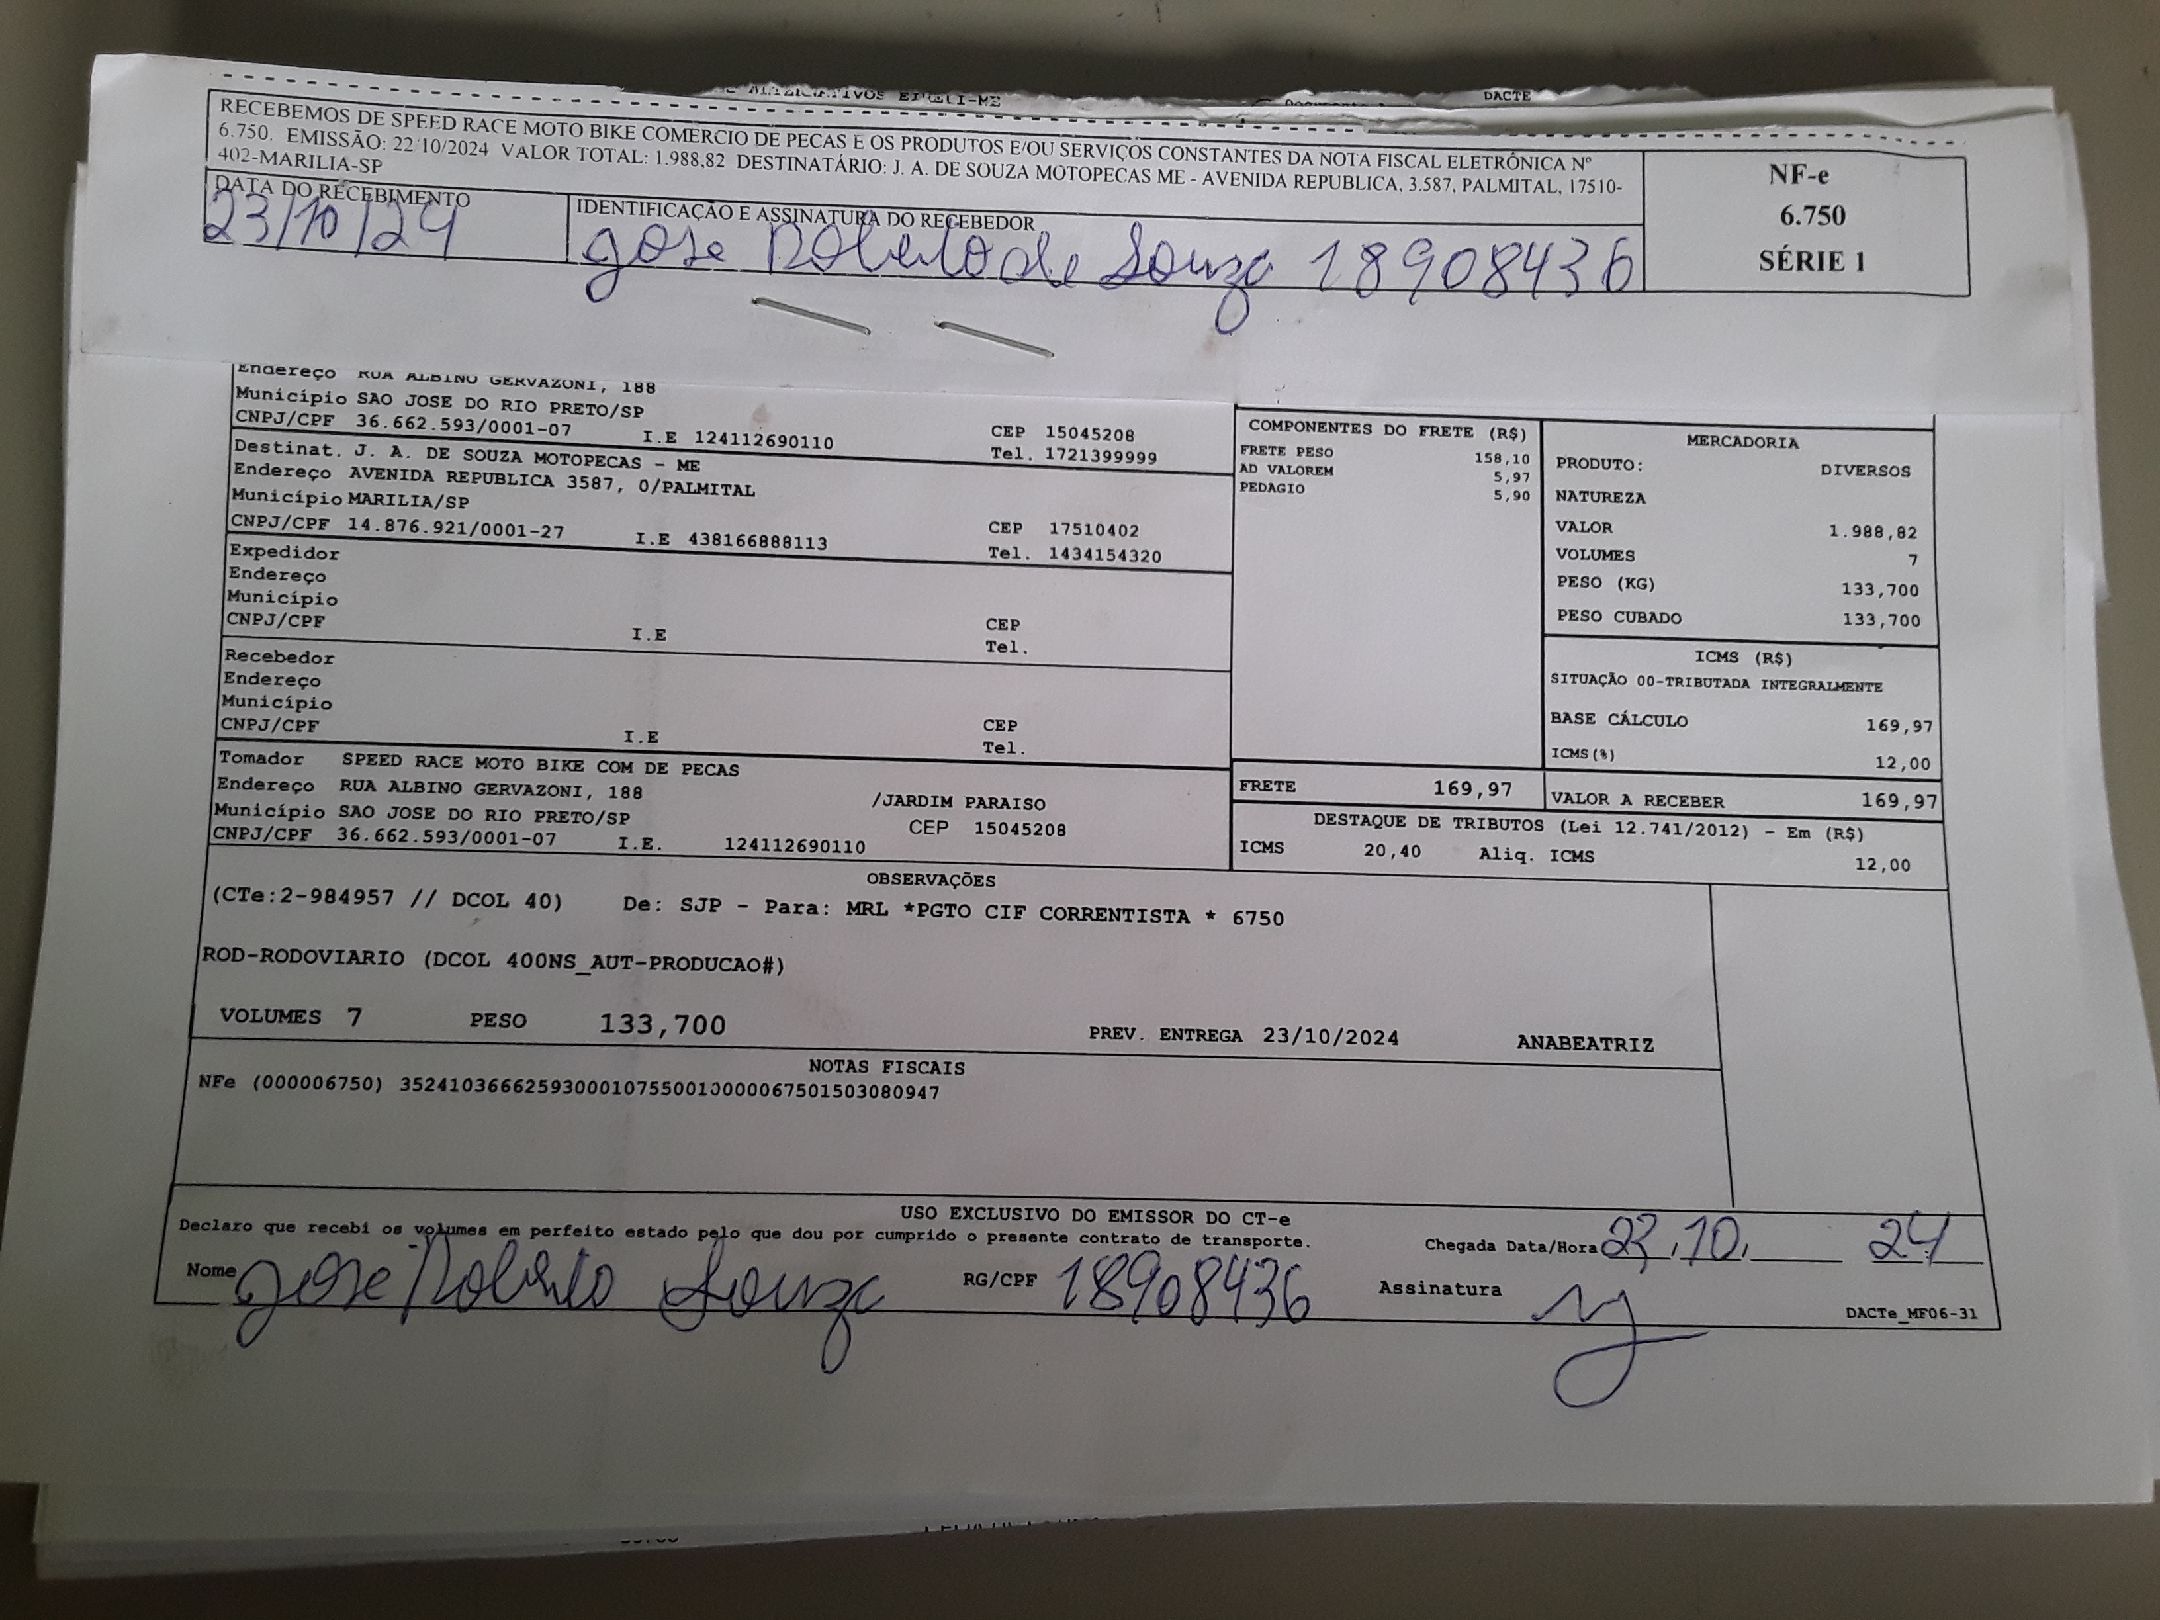 DACTE
RECEBEMOS DE SPEED RACE MOTO BIKE COMERCIO DE PECAS E OS PRODUTOS E/OU SERVIÇOS CONSTANTES DA NOTA FISCAL ELETRÔNICA Nº
6.750. EMISSÃO: 22/10/2024 VALOR TOTAL: 1.988,82 DESTINATÁRIO: J. A. DE SOUZA MOTOPECAS ME - AVENIDA REPUBLICA, 3.587, PALMITAL, 17510-
402-MARILIA-SP
NF-e
6.750
SÉRIE 1
DATA DO RECEBIMENTO
23/10/24
IDENTIFICAÇÃO E ASSINATURA DO RECEBEDOR
Jose Roberto de Souza 18908436
Endereço RUA ALBINO GERVAZONI, 188
Município SAO JOSE DO RIO PRETO/SP
CNPJ/CPF 36.662.593/0001-07 I.E 124112690110
CEP 15045208
Tel. 1721399999
Destinat. J. A. DE SOUZA MOTOPECAS - ME
Endereço AVENIDA REPUBLICA 3587, 0/PALMITAL
Município MARILIA/SP
CNPJ/CPF 14.876.921/0001-27 I.E 438166888113
CEP 17510402
Tel. 1434154320
Expedidor
Endereço
Município
CNPJ/CPF I.E
CEP
Tel.
Recebedor
Endereço
Município
CNPJ/CPF I.E
CEP
Tel.
Tomador SPEED RACE MOTO BIKE COM DE PECAS
Endereço RUA ALBINO GERVAZONI, 188 /JARDIM PARAISO
Município SAO JOSE DO RIO PRETO/SP CEP 15045208
CNPJ/CPF 36.662.593/0001-07 I.E. 124112690110
COMPONENTES DO FRETE (R$)
FRETE PESO 158,10
AD VALOREM 5,97
PEDAGIO 5,90
MERCADORIA
PRODUTO: DIVERSOS
NATUREZA
VALOR 1.988,82
VOLUMES 7
PESO (KG) 133,700
PESO CUBADO 133,700
ICMS (R$)
SITUAÇÃO 00-TRIBUTADA INTEGRALMENTE
BASE CÁLCULO 169,97
ICMS(%) 12,00
FRETE 169,97 VALOR A RECEBER 169,97
DESTAQUE DE TRIBUTOS (Lei 12.741/2012) - Em (R$)
ICMS 20,40 Aliq. ICMS 12,00
OBSERVAÇÕES
(CTe:2-984957 // DCOL 40) De: SJP - Para: MRL *PGTO CIF CORRENTISTA * 6750
ROD-RODOVIARIO (DCOL 400NS_AUT-PRODUCAO#)
VOLUMES 7 PESO 133,700 PREV. ENTREGA 23/10/2024 ANABEATRIZ
NOTAS FISCAIS
NFe (000006750) 35241036662593000107550010000067501503080947
USO EXCLUSIVO DO EMISSOR DO CT-e
Declaro que recebi os volumes em perfeito estado pelo que dou por cumprido o presente contrato de transporte.
Chegada Data/Hora 23.10. 24
Nome Jose Roberto Souza RG/CPF 18908436 Assinatura
DACTe_MF06-31